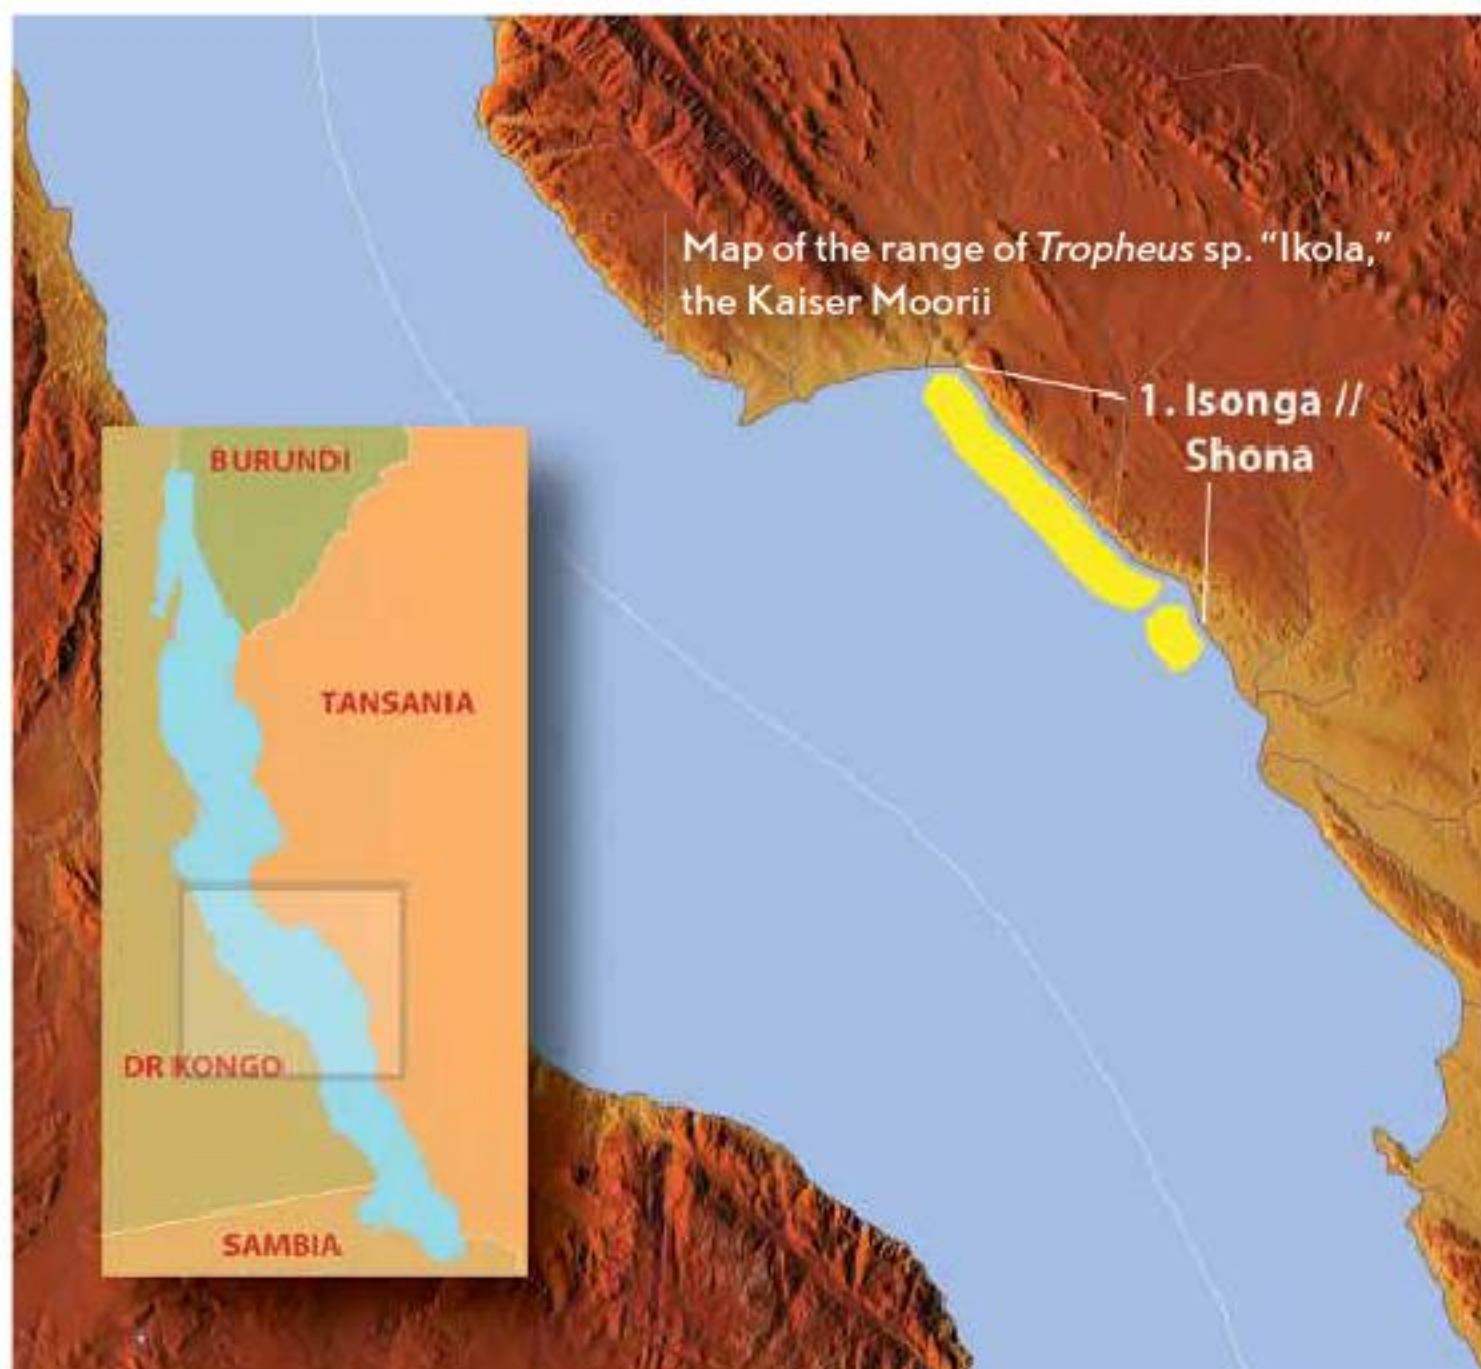 Map of the range of Tropheus sp. “Ikola,”
the Kaiser Moorii
1. Isonga //
Shona
BURUNDI
TANSANIA
DR KONGO
SAMBIA